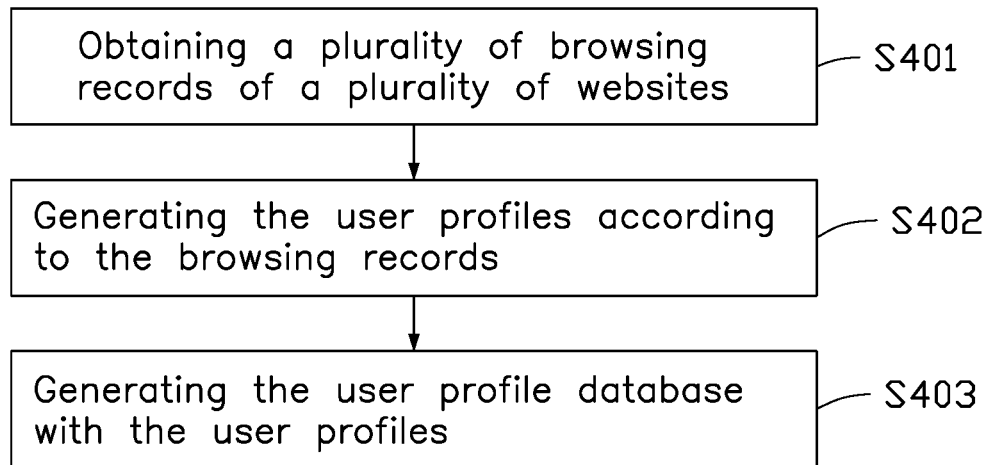 Obtaining a plurality of browsing
records of a plurality of websites
S401
Generating the user profiles according
to the browsing records
S402
Generating the user profile database
with the user profiles
S403